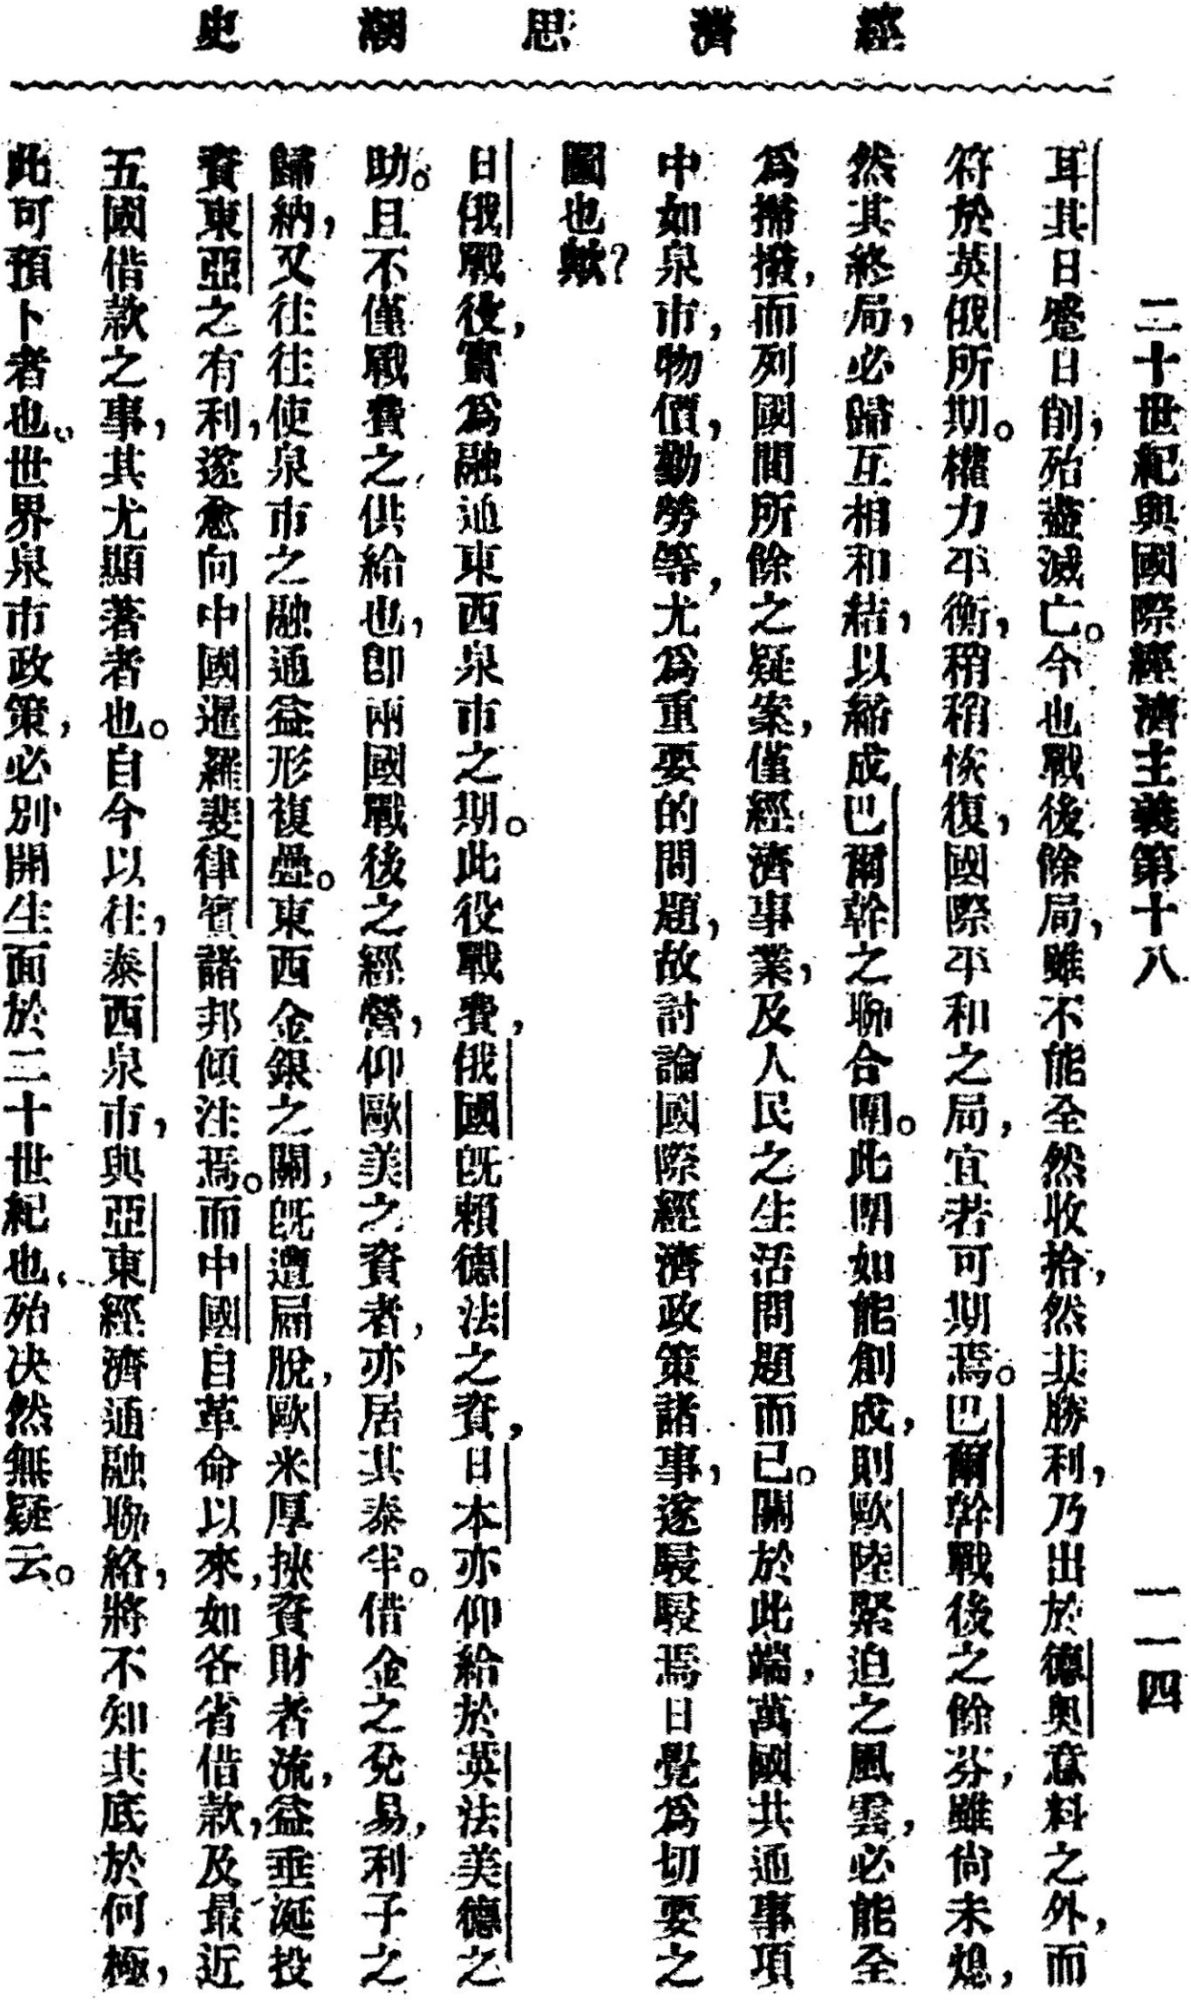 經濟思潮史
二十世紀與國際經濟主義第十八 一一四
耳其日蹙日削，殆盡滅亡。今也戰後餘局，雖不能全然收拾，然其勝利，乃出於德奧意料之外，而
符於英俄所期。權力平衡，稍稍恢復，國際平和之局，宜若可期焉。巴爾幹戰後之餘芬，雖尙未熄，
然其終局，必歸互相和結，以締成巴爾幹之聯合團。此團如能創成，則歐陸緊迫之風雲，必能全
爲掃撥，而列國間所餘之疑案，僅經濟事業，及人民之生活問題而已。關於此端，萬國共通事項
中如泉市，物價，勤勞等，尤爲重要的問題，故討論國際經濟政策諸事，遂駸駸焉日覺爲切要之
圖也歟？
日俄戰後，實爲融通東西泉市之期。此役戰費，俄國旣賴德法之資，日本亦仰給於英法美德之
助。且不僅戰費之供給也，卽兩國戰後之經營，仰歐美之資者，亦居其泰半。借金之兌易，利子之
歸納，又往往使泉市之融通益形複疊。東西金銀之關，旣遭扃脫，歐米厚挾資財者流，益垂涎投
資東亞之有利，遂愈向中國暹羅斐律賓諸邦傾注焉。而中國自革命以來，如各省借款，及最近
五國借款之事，其尤顯著者也。自今以往，泰西泉市，與亞東經濟通融聯絡，將不知其底於何極，
此可預卜者也。世界泉市政策，必別開生面於二十世紀也，殆決然無疑云。